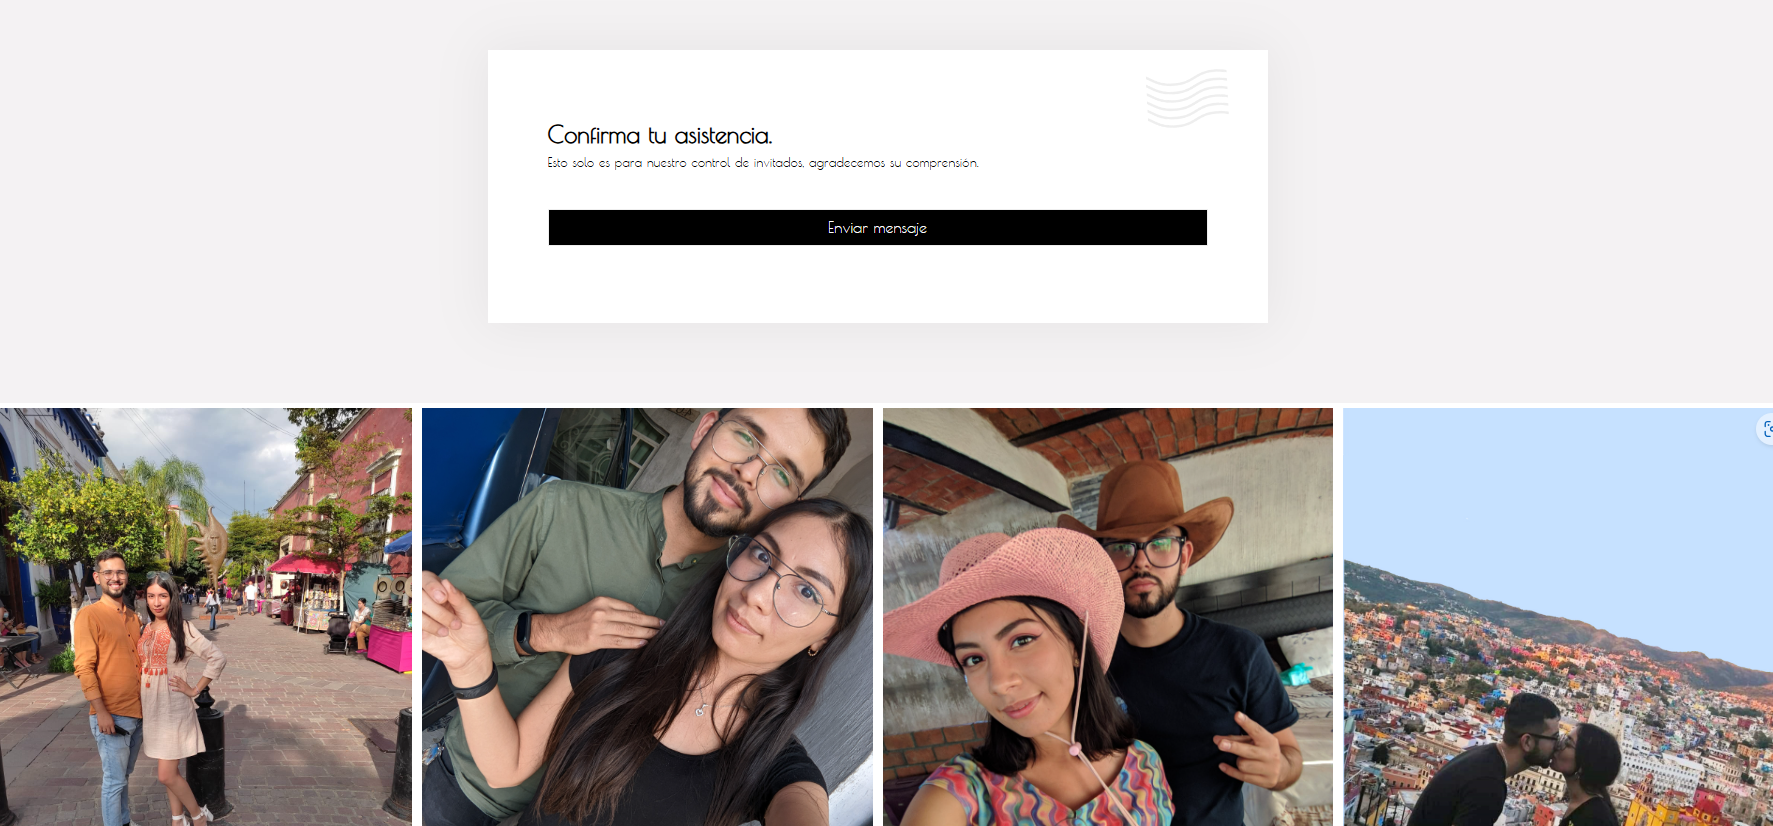 Confirma tu asistencia.
Esto solo es para nuestro control de invitados, agradecemos su comprensión.
Enviar mensaje